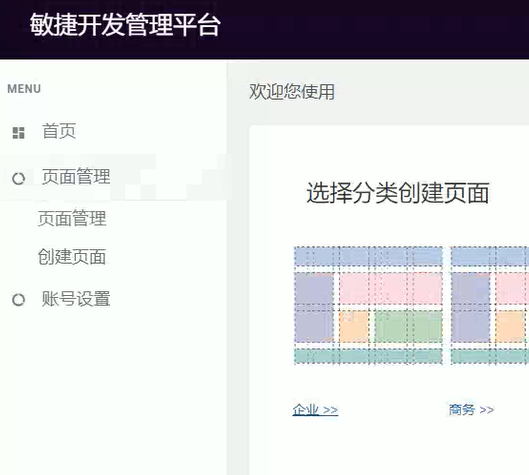 敏捷开发管理平台
MENU
首页
页面管理
页面管理
创建页面
账号设置
欢迎您使用
选择分类创建页面
企业 >>
商务 >>